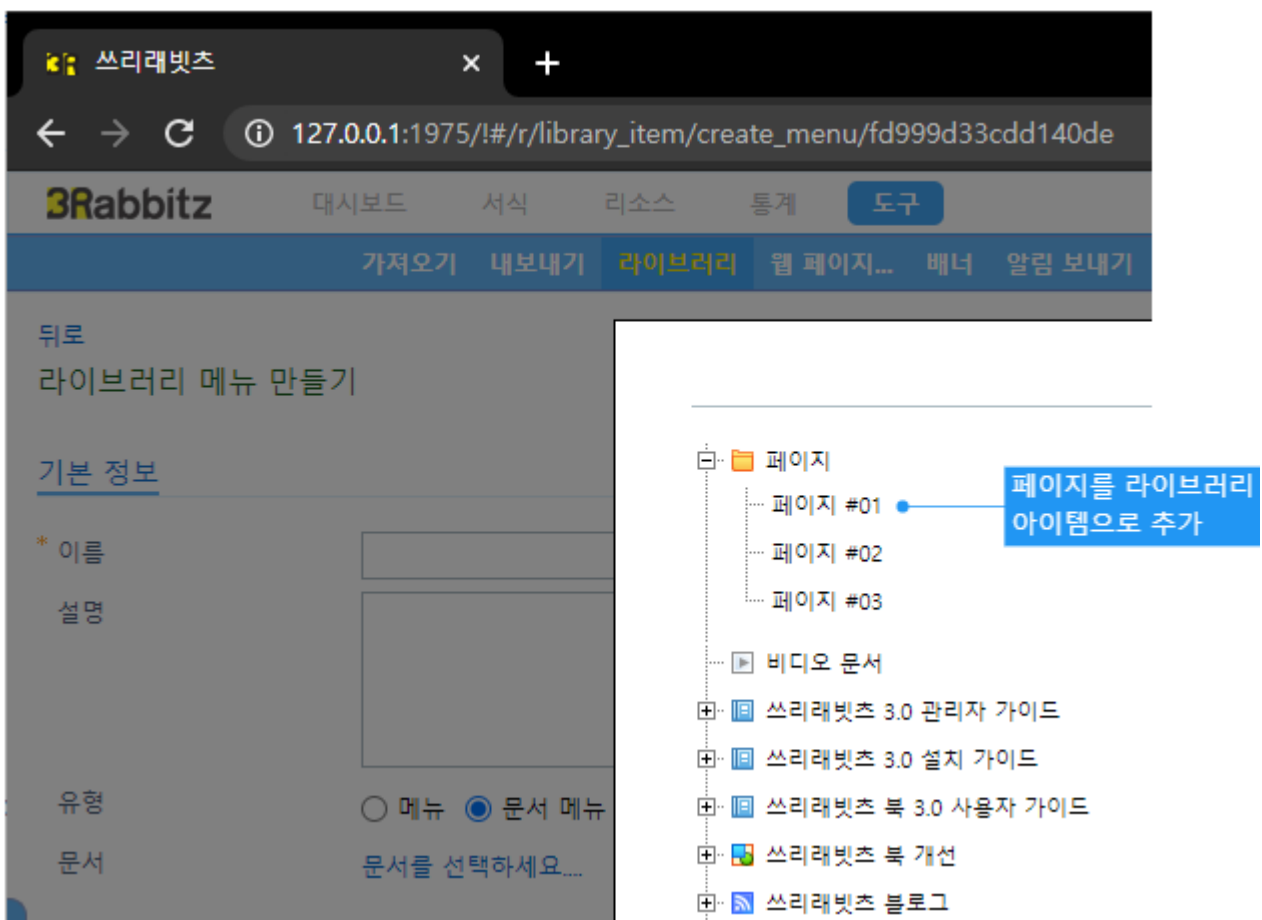 쓰리래빗츠
127.0.0.1:1975/!#/r/library_item/create_menu/fd999d33cdd140de
3Rabbitz 대시보드 서식 리소스 통계 도구
가져오기 내보내기 라이브러리 웹 페이지... 배너 알림 보내기
뒤로
라이브러리 메뉴 만들기
기본 정보
* 이름
설명
유형
메뉴 문서 메뉴
문서
문서를 선택하세요....
페이지
페이지 #01
페이지를 라이브러리
아이템으로 추가
페이지 #02
페이지 #03
비디오 문서
쓰리래빗츠 3.0 관리자 가이드
쓰리래빗츠 3.0 설치 가이드
쓰리래빗츠 북 3.0 사용자 가이드
쓰리래빗츠 북 개선
쓰리래빗츠 블로그